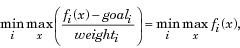 min_i max_x ( (f_i(x) − goal_i) / weight_i ) = min_i max_x f_i(x),